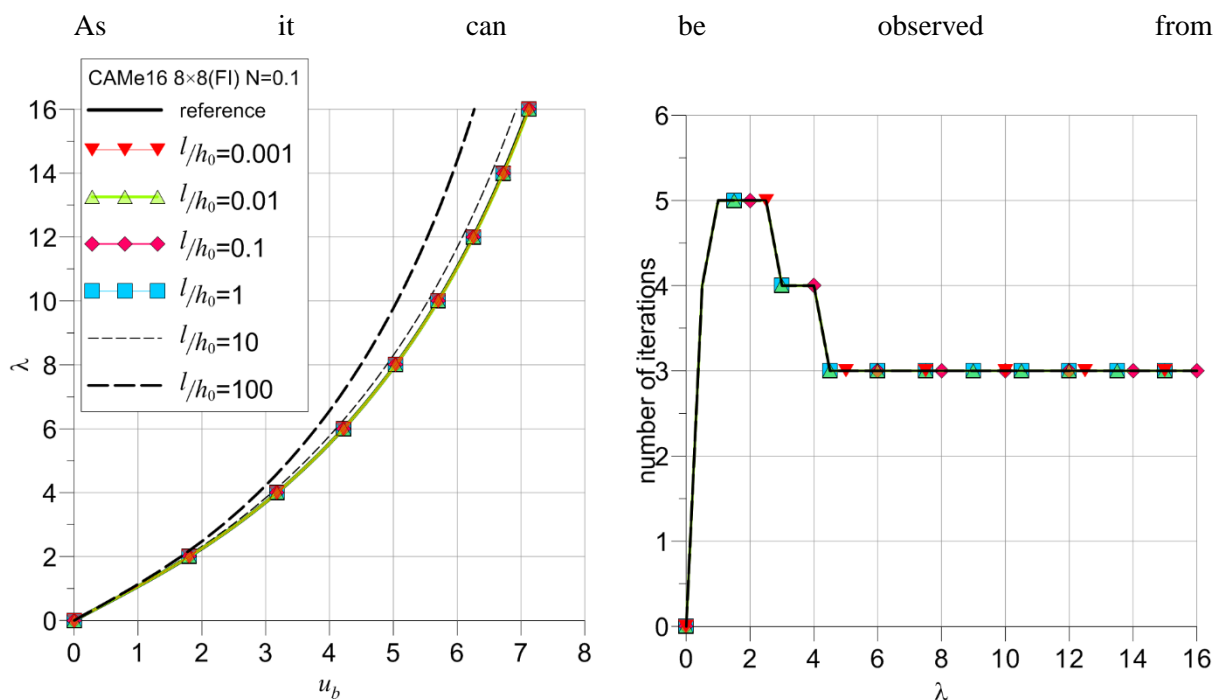 As it can be observed from
CAMe16 8×8(FI) N=0.1
reference
l/h₀=0.001
l/h₀=0.01
l/h₀=0.1
l/h₀=1
l/h₀=10
l/h₀=100
16
14
12
10
8
6
4
2
0
λ
0 1 2 3 4 5 6 7 8
u_b
6
5
4
3
2
1
0
number of iterations
0 2 4 6 8 10 12 14 16
λ